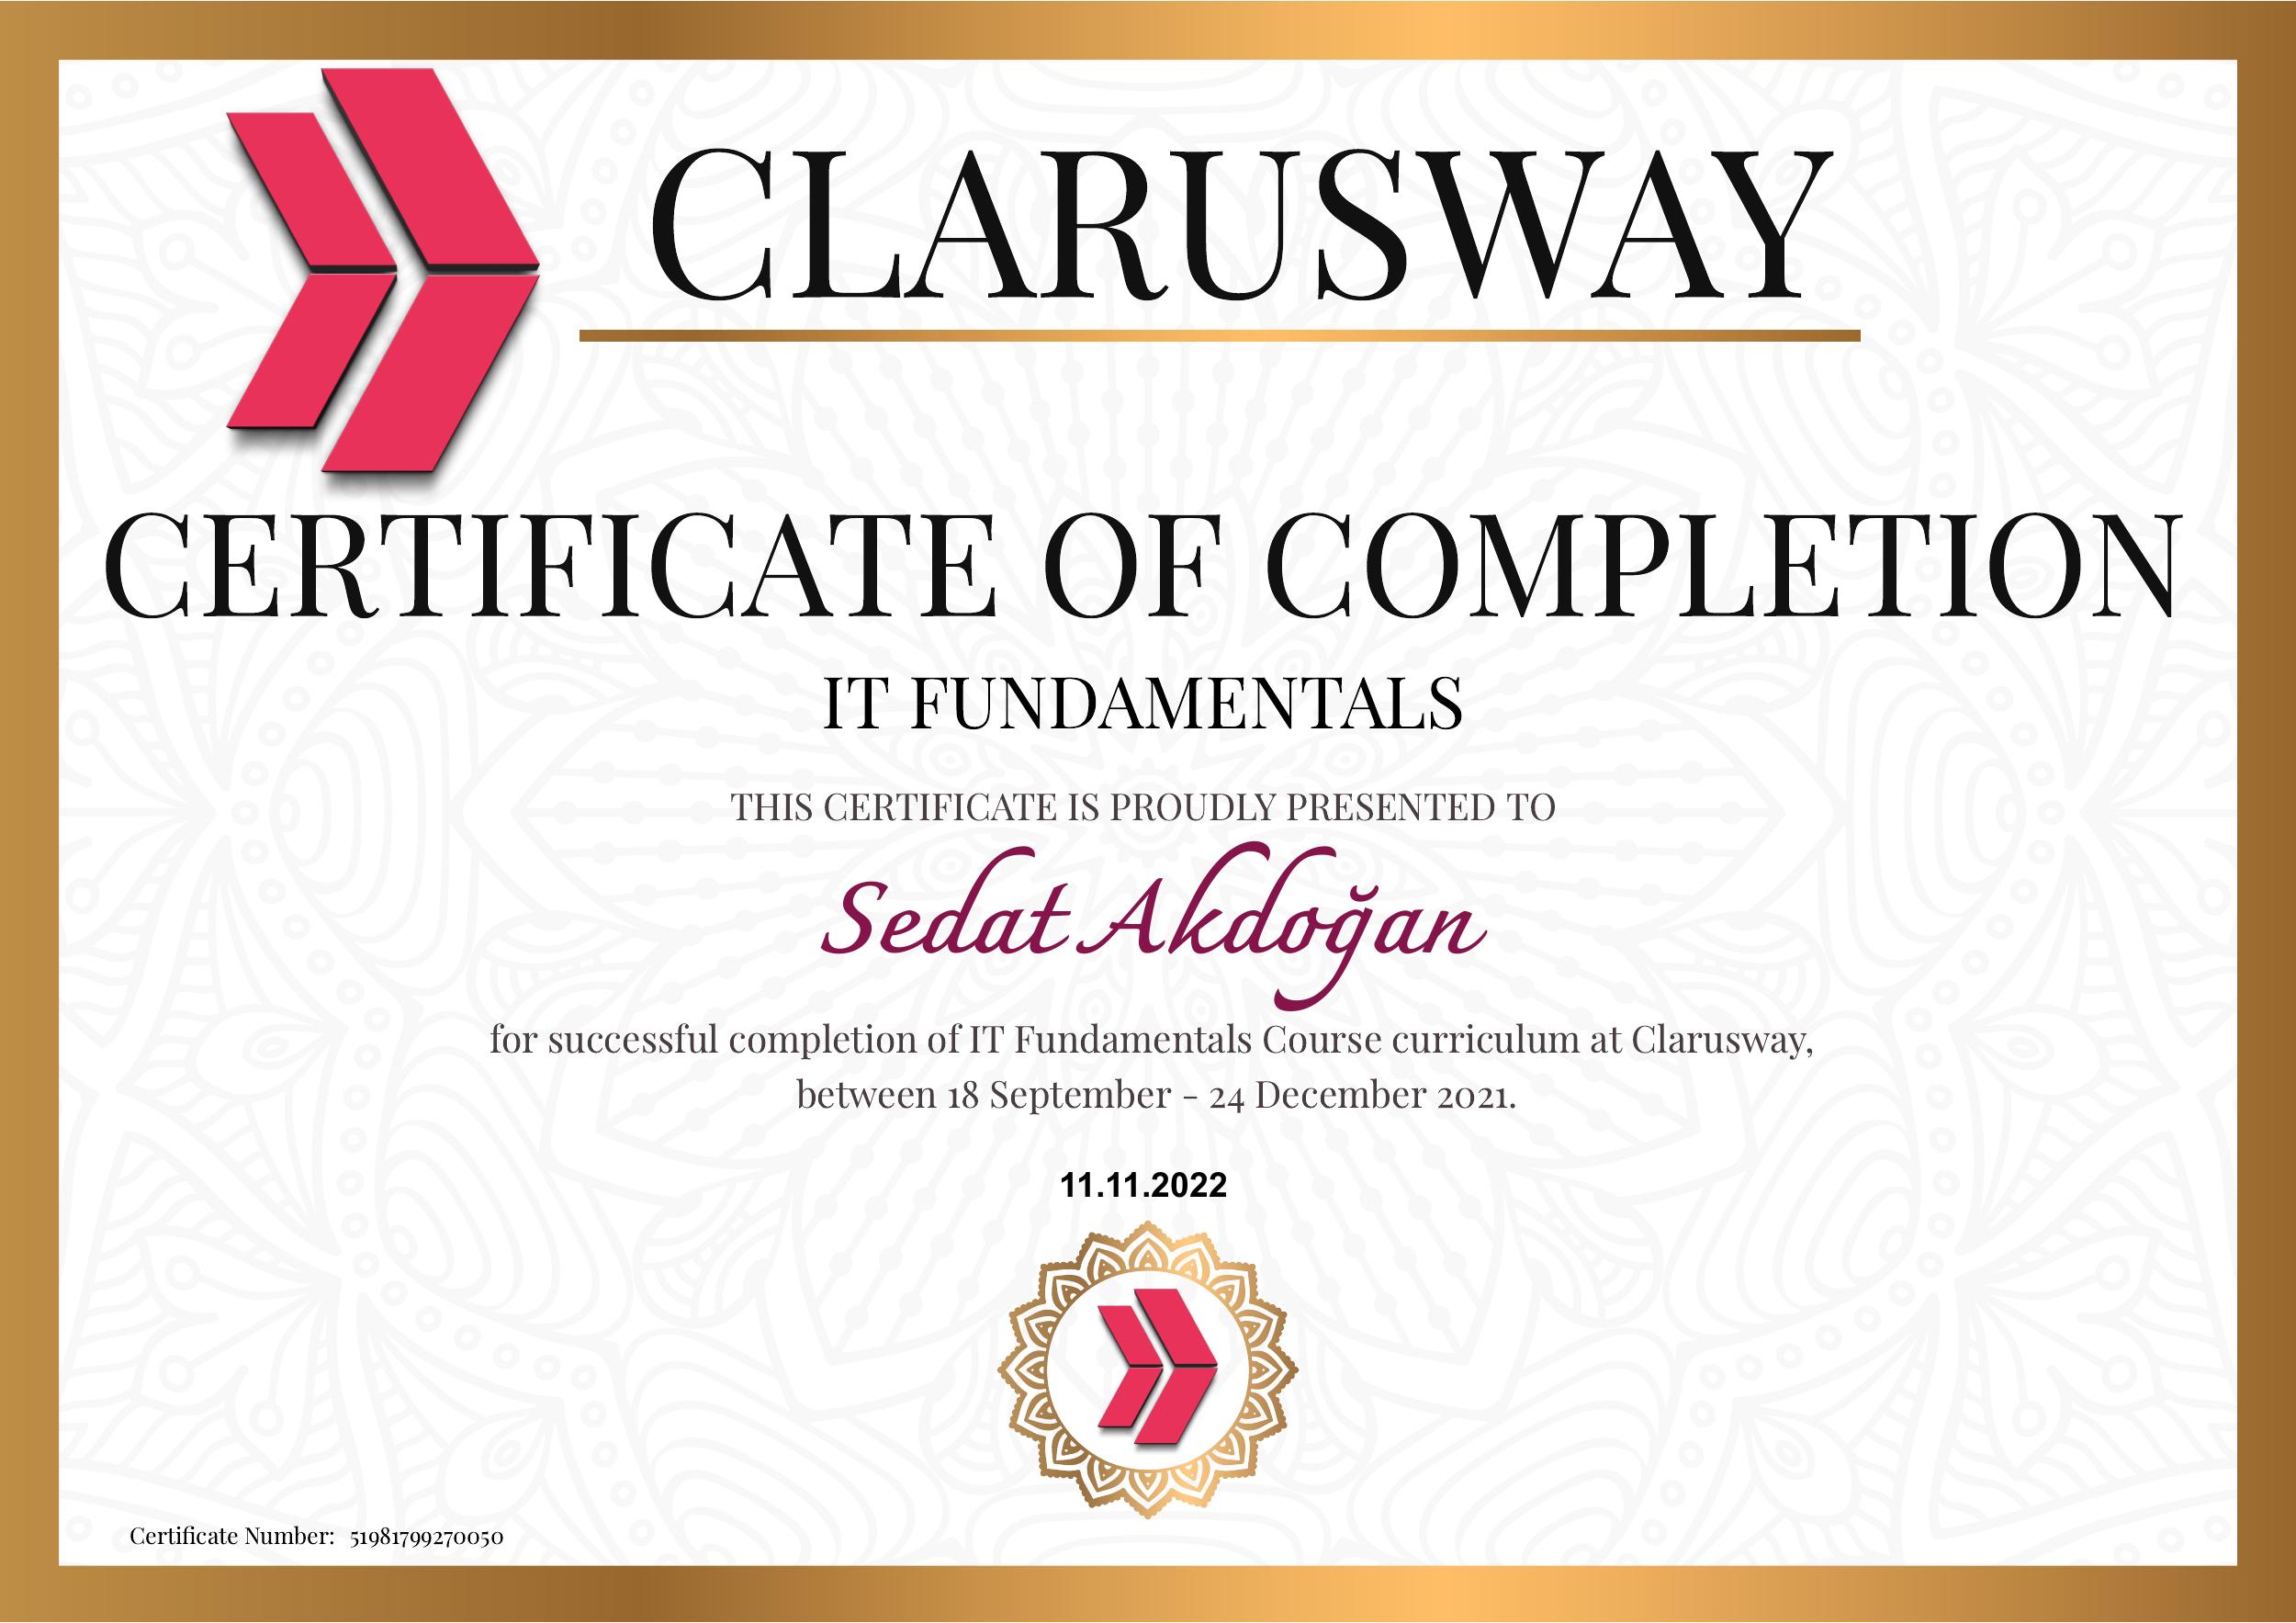 CLARUSWAY
CERTIFICATE OF COMPLETION
IT FUNDAMENTALS
THIS CERTIFICATE IS PROUDLY PRESENTED TO
Sedat Akdoğan
for successful completion of IT Fundamentals Course curriculum at Clarusway,
between 18 September - 24 December 2021.
11.11.2022
Certificate Number: 51981799270050